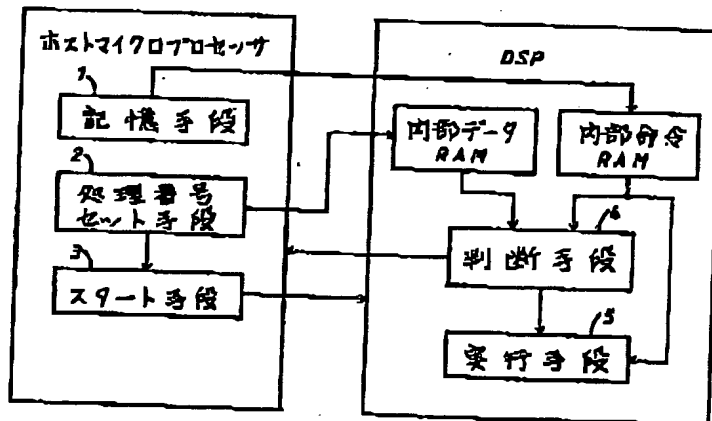 ホストマイクロプロセッサ
1
記憶手段
2
処理番号
セット手段
3
スタート手段
DSP
内部データ
RAM
内部命令
RAM
判断手段
5
実行手段